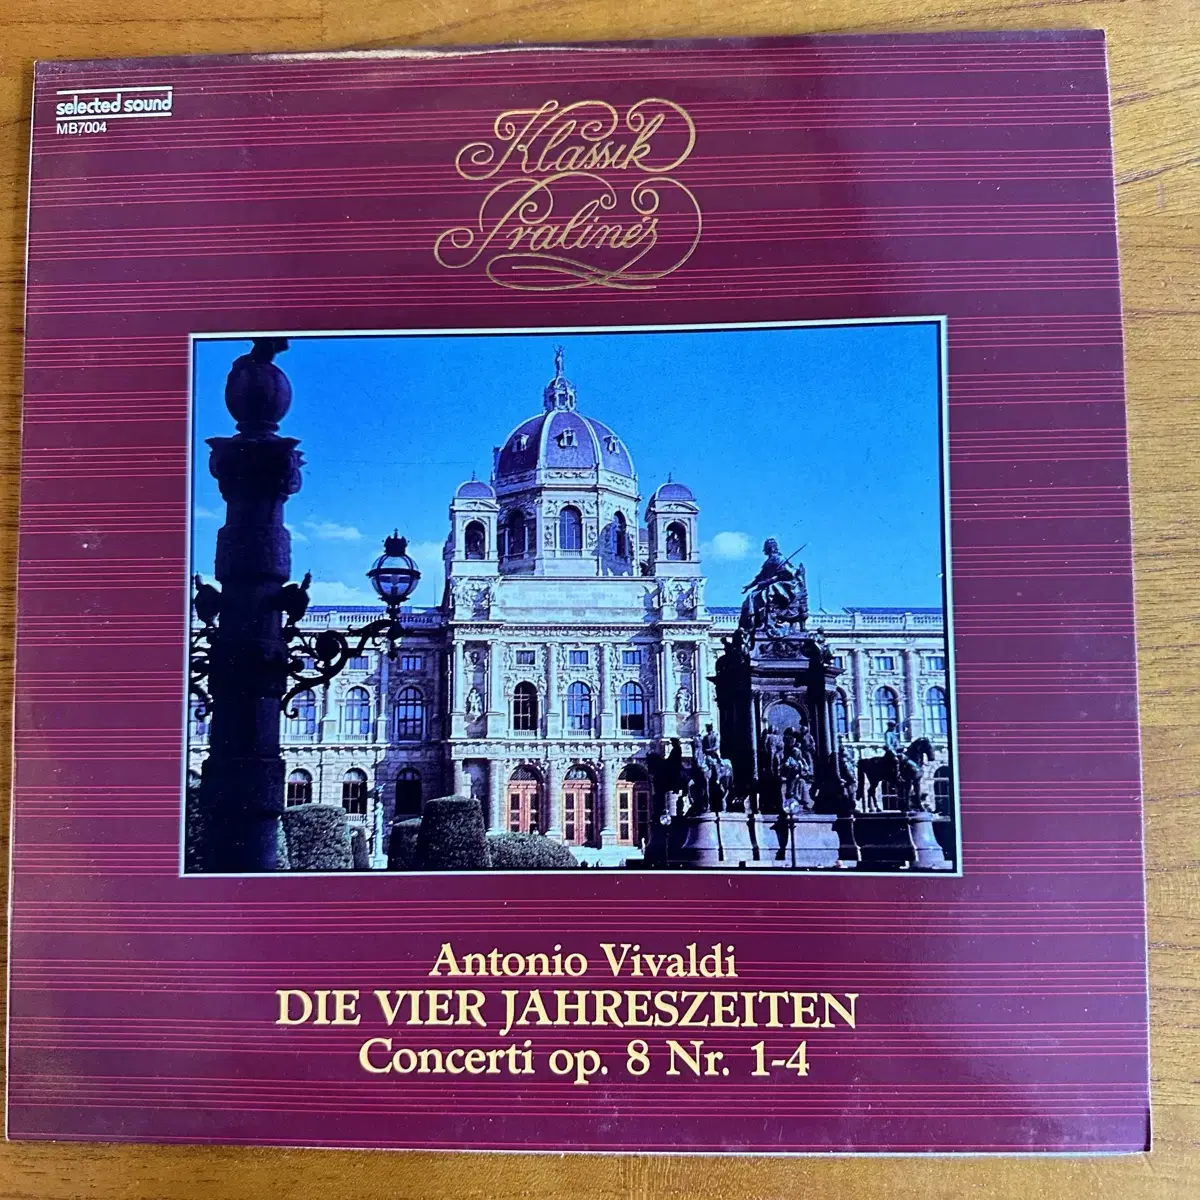 selected sound
MB7004
Klassik
Pralinés
Antonio Vivaldi
DIE VIER JAHRESZEITEN
Concerti op. 8 Nr. 1-4